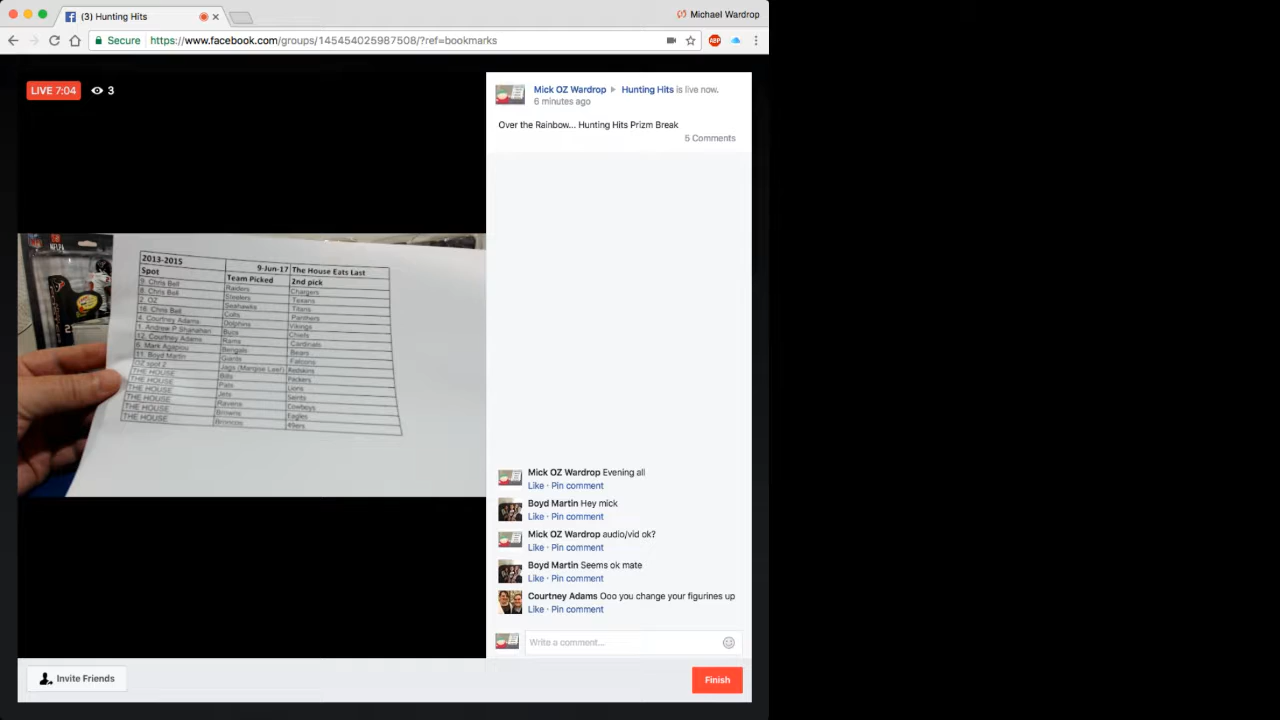 (3) Hunting Hits
Michael Wardrop
Secure https://www.facebook.com/groups/145454025987508/?ref=bookmarks
ABP
LIVE 7:04 3
Mick OZ Wardrop Hunting Hits is live now.
6 minutes ago
Over the Rainbow... Hunting Hits Prizm Break
5 Comments
2013-2015 9-Jun-17 The House Eats Last
Spot Team Picked 2nd pick
9. Chris Bell Raiders Chargers
8. Chris Bell Steelers Texans
2. OZ Seahawks Titans
16. Chris Bell Colts Panthers
4. Courtney Adams Dolphins Vikings
1. Andrew P Shanahan Bucs Chiefs
12. Courtney Adams Rams Cardinals
6. Mark Agapiou Bengals Bears
11. Boyd Martin Giants Falcons
OZ spot 2 Jags (Marqise Lee!) Redskins
THE HOUSE Bills Packers
THE HOUSE Pats Lions
THE HOUSE Jets Saints
THE HOUSE Ravens Cowboys
THE HOUSE Browns Eagles
THE HOUSE Broncos 49ers
Mick OZ Wardrop Evening all
Like · Pin comment
Boyd Martin Hey mick
Like · Pin comment
Mick OZ Wardrop audio/vid ok?
Like · Pin comment
Boyd Martin Seems ok mate
Like · Pin comment
Courtney Adams Ooo you change your figurines up
Like · Pin comment
Write a comment...
Invite Friends
Finish